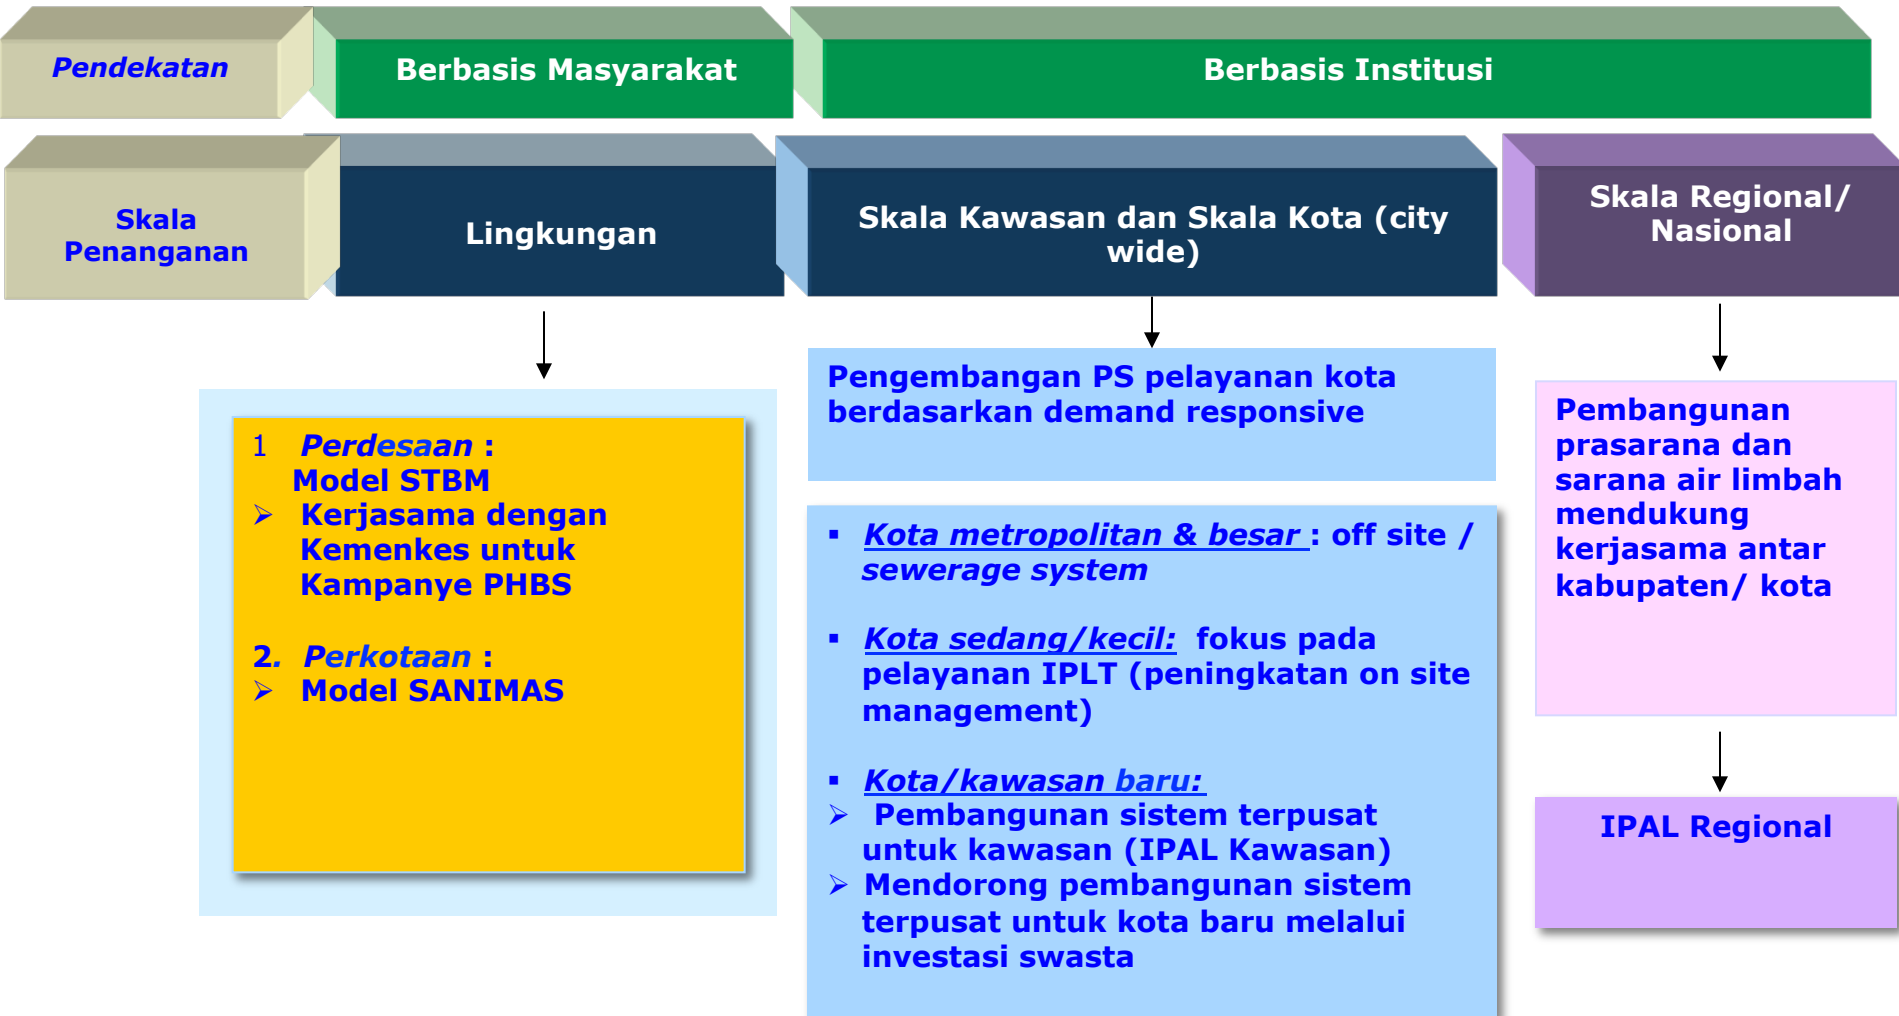 Pendekatan
Berbasis Masyarakat
Berbasis Institusi
Skala
Penanganan
Lingkungan
Skala Kawasan dan Skala Kota (city
wide)
Skala Regional/
Nasional
1 Perdesaan :
Model STBM
➢ Kerjasama dengan
Kemenkes untuk
Kampanye PHBS
2. Perkotaan :
➢ Model SANIMAS
Pengembangan PS pelayanan kota
berdasarkan demand responsive
▪ Kota metropolitan & besar : off site /
sewerage system
▪ Kota sedang/kecil: fokus pada
pelayanan IPLT (peningkatan on site
management)
▪ Kota/kawasan baru:
➢ Pembangunan sistem terpusat
untuk kawasan (IPAL Kawasan)
➢ Mendorong pembangunan sistem
terpusat untuk kota baru melalui
investasi swasta
Pembangunan
prasarana dan
sarana air limbah
mendukung
kerjasama antar
kabupaten/ kota
IPAL Regional